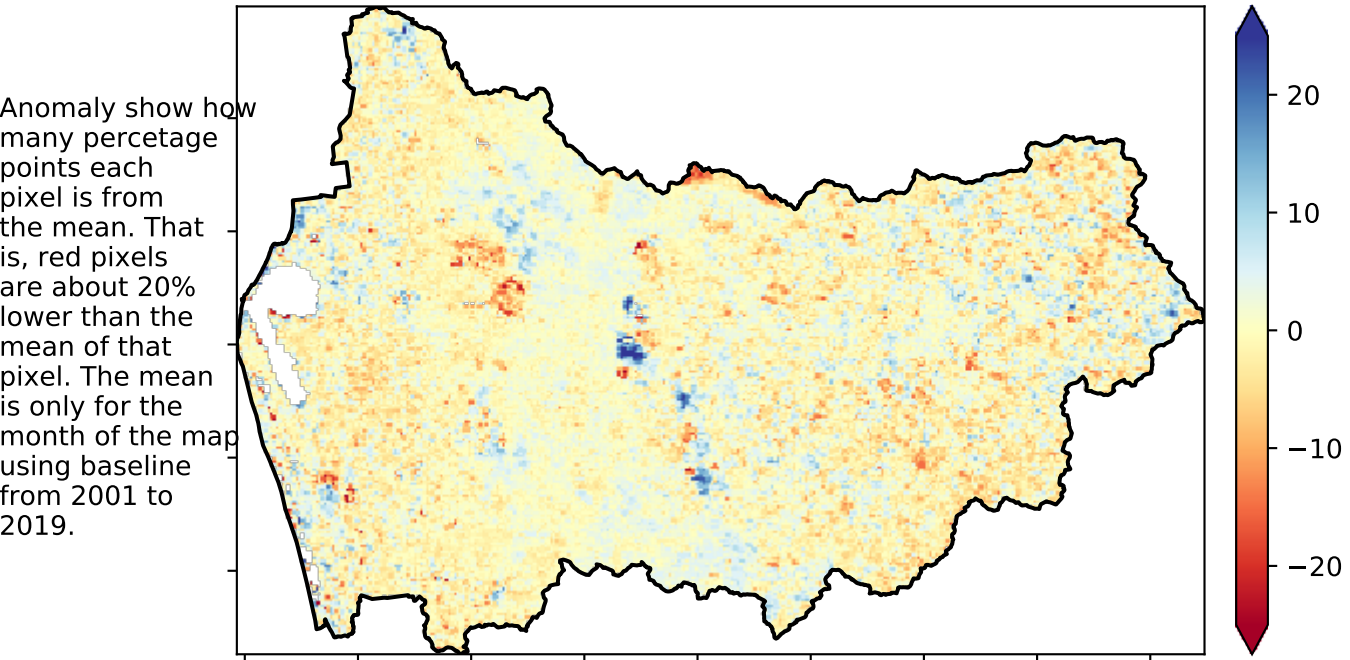 Anomaly show how
many percetage
points each
pixel is from
the mean. That
is, red pixels
are about 20%
lower than the
mean of that
pixel. The mean
is only for the
month of the map
using baseline
from 2001 to
2019.
20
10
0
−10
−20